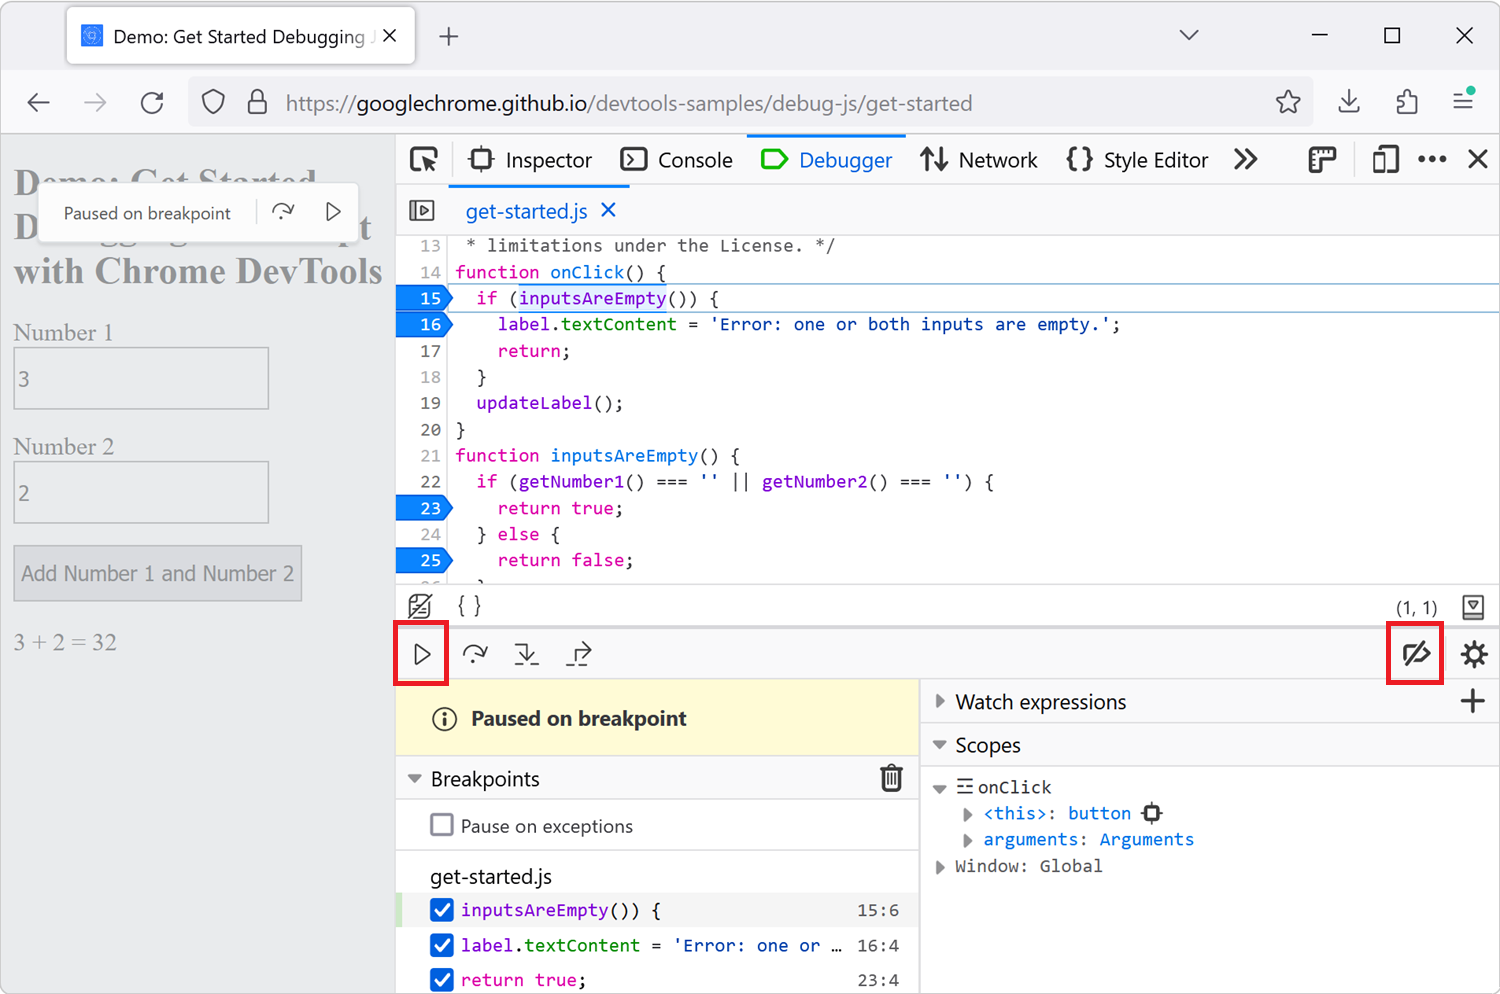 Demo: Get Started Debugging J
https://googlechrome.github.io/devtools-samples/debug-js/get-started
Demo: Get Started
Paused on breakpoint
with Chrome DevTools
Number 1
3
Number 2
2
Add Number 1 and Number 2
3 + 2 = 32
Inspector
Console
Debugger
Network
Style Editor
get-started.js
13 * limitations under the License. */
14 function onClick() {
15 if (inputsAreEmpty()) {
16 label.textContent = 'Error: one or both inputs are empty.';
17 return;
18 }
19 updateLabel();
20 }
21 function inputsAreEmpty() {
22 if (getNumber1() === '' || getNumber2() === '') {
23 return true;
24 } else {
25 return false;
{ }
(1, 1)
Paused on breakpoint
Breakpoints
Pause on exceptions
get-started.js
inputsAreEmpty()) { 15:6
label.textContent = 'Error: one or … 16:4
return true; 23:4
Watch expressions
Scopes
onClick
<this>: button
arguments: Arguments
Window: Global